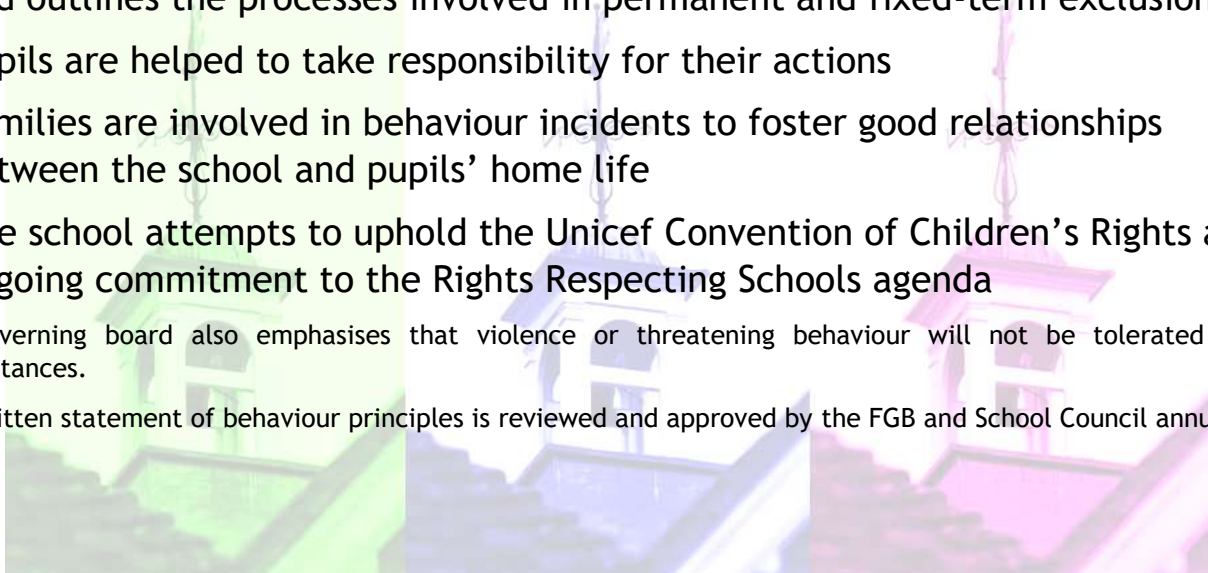 d outlines the processes involved in permanent and fixed-term exclusion
pils are helped to take responsibility for their actions
milies are involved in behaviour incidents to foster good relationships
tween the school and pupils' home life
e school attempts to uphold the Unicef Convention of Children's Rights a
going commitment to the Rights Respecting Schools agenda
verning board also emphasises that violence or threatening behaviour will not be tolerated
tances.
itten statement of behaviour principles is reviewed and approved by the FGB and School Council annu